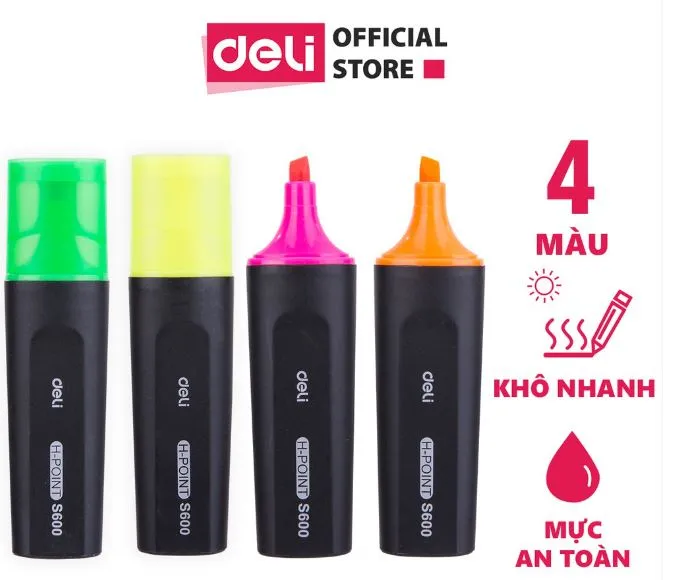 deli OFFICIAL
STORE
4
MÀU
KHÔ NHANH
MỰC
AN TOÀN
deli
H-POINT S600
deli
H-POINT S600
deli
H-POINT S600
deli
H-POINT S600